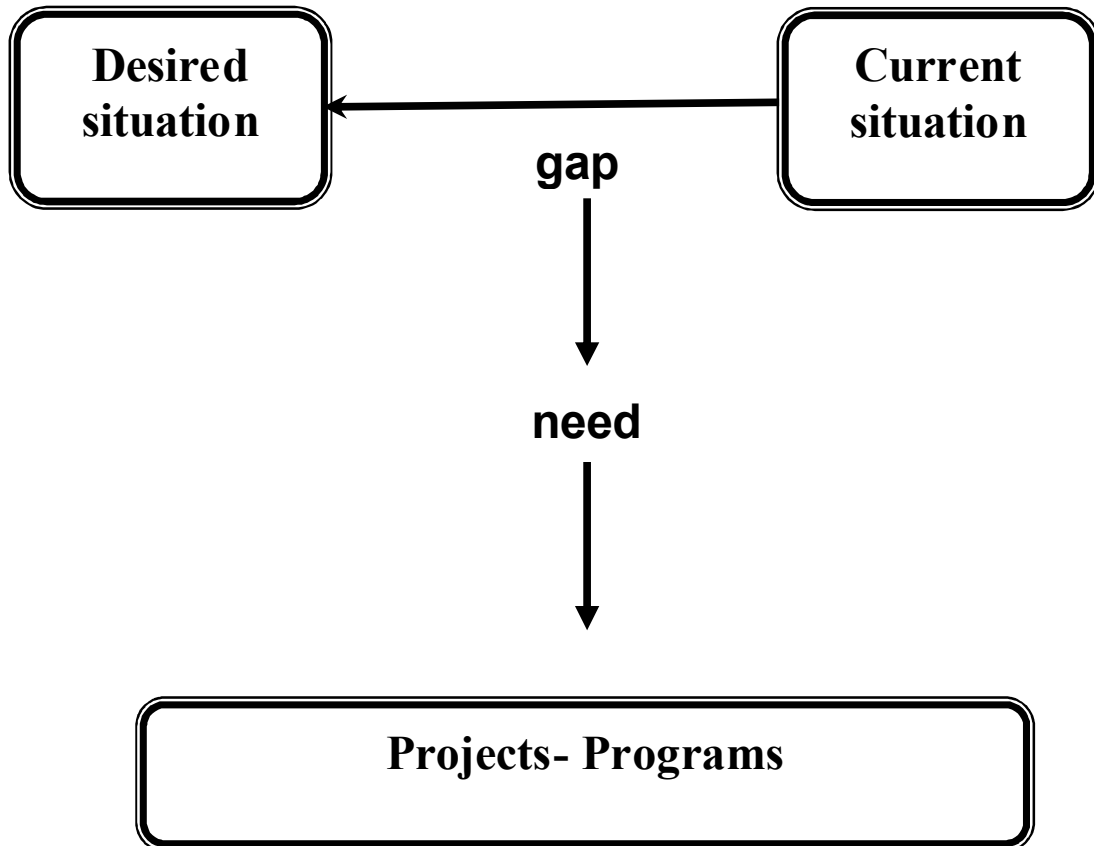 Desired
situation
Current
situation
gap
need
Projects- Programs